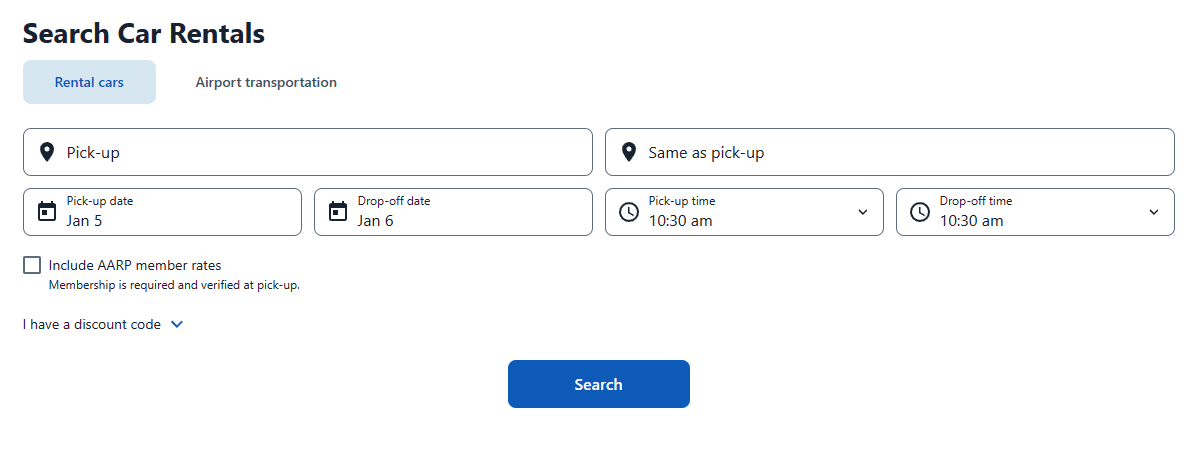 Search Car Rentals
Rental cars
Airport transportation
Pick-up
Same as pick-up
Pick-up date
Jan 5
Drop-off date
Jan 6
Pick-up time
10:30 am
Drop-off time
10:30 am
Include AARP member rates
Membership is required and verified at pick-up.
I have a discount code
Search